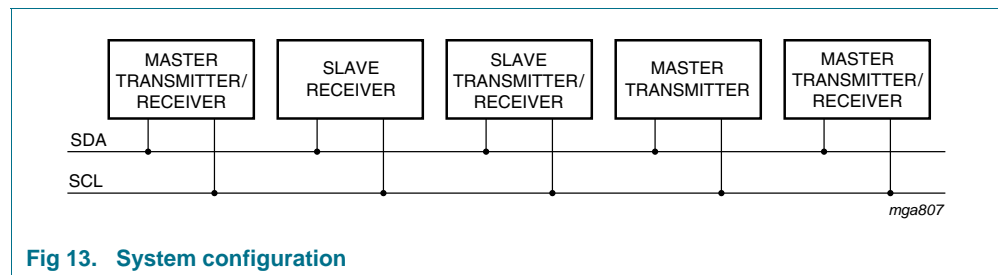 MASTER
TRANSMITTER/
RECEIVER
SLAVE
RECEIVER
SLAVE
TRANSMITTER/
RECEIVER
MASTER
TRANSMITTER
MASTER
TRANSMITTER/
RECEIVER
SDA
SCL
mga807
Fig 13. System configuration